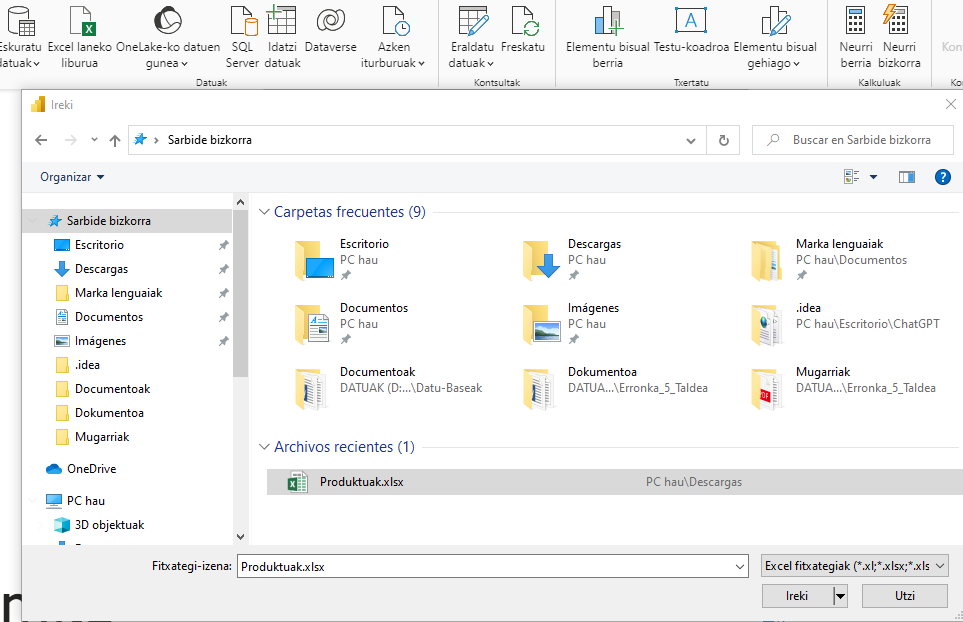 Eskuratu Excel laneko OneLake-ko datuen SQL Idatzi Dataverse Azken Eraldatu Freskatu Elementu bisual Testu-koadroa Elementu bisual Neurri Neurri
datuak liburua gunea Server datuak iturburuak datuak berria gehiago berria bizkorra
Datuak Kontsultak Txertatu Kalkuluak
Ireki
Sarbide bizkorra
Buscar en Sarbide bizkorra
Organizar
Sarbide bizkorra
Escritorio
Descargas
Marka lenguaiak
Documentos
Imágenes
.idea
Documentoak
Dokumentoa
Mugarriak
OneDrive
PC hau
3D objektuak
Carpetas frecuentes (9)
Escritorio
PC hau
Descargas
PC hau
Marka lenguaiak
PC hau\Documentos
Documentos
PC hau
Imágenes
PC hau
.idea
PC hau\Escritorio\ChatGPT
Documentoak
DATUAK (D:...\Datu-Baseak
Dokumentoa
DATUA...\Erronka_5_Taldea
Mugarriak
DATUA...\Erronka_5_Taldea
Archivos recientes (1)
Produktuak.xlsx PC hau\Descargas
Fitxategi-izena: Produktuak.xlsx Excel fitxategiak (*.xl;*.xlsx;*.xls
Ireki Utzi